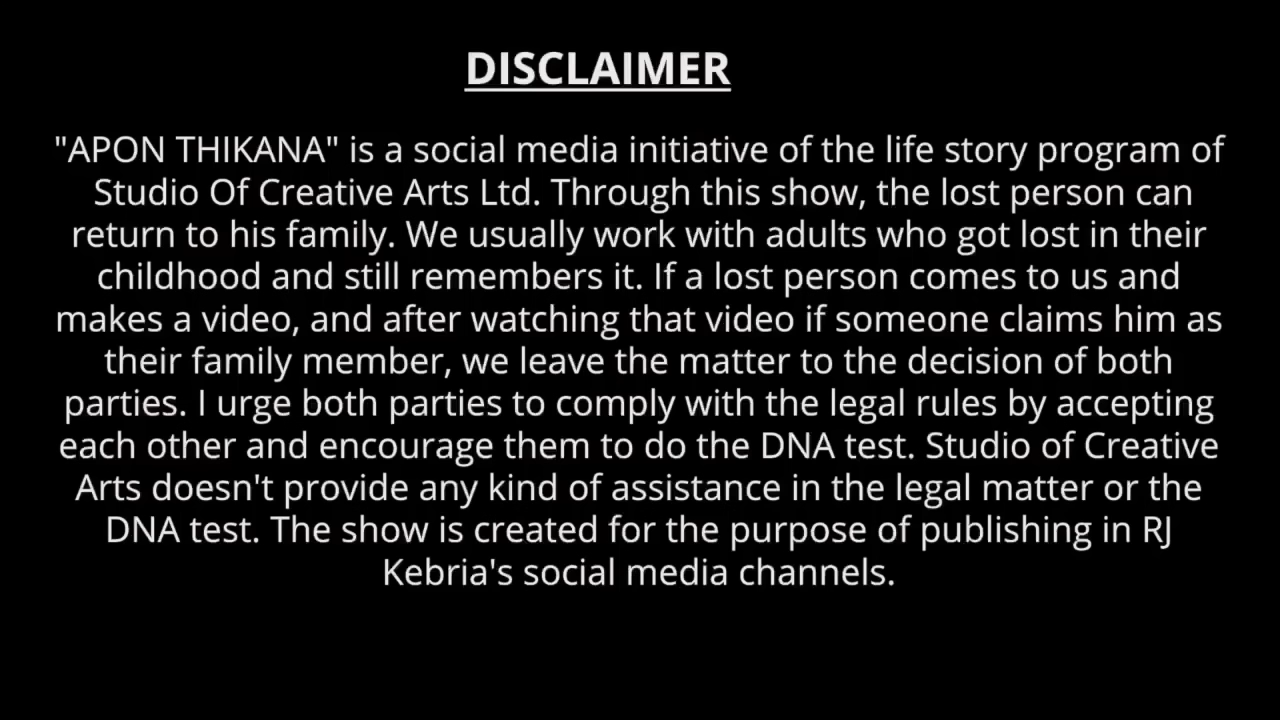 DISCLAIMER
"APON THIKANA" is a social media initiative of the life story program of
Studio Of Creative Arts Ltd. Through this show, the lost person can
return to his family. We usually work with adults who got lost in their
childhood and still remembers it. If a lost person comes to us and
makes a video, and after watching that video if someone claims him as
their family member, we leave the matter to the decision of both
parties. I urge both parties to comply with the legal rules by accepting
each other and encourage them to do the DNA test. Studio of Creative
Arts doesn't provide any kind of assistance in the legal matter or the
DNA test. The show is created for the purpose of publishing in RJ
Kebria's social media channels.